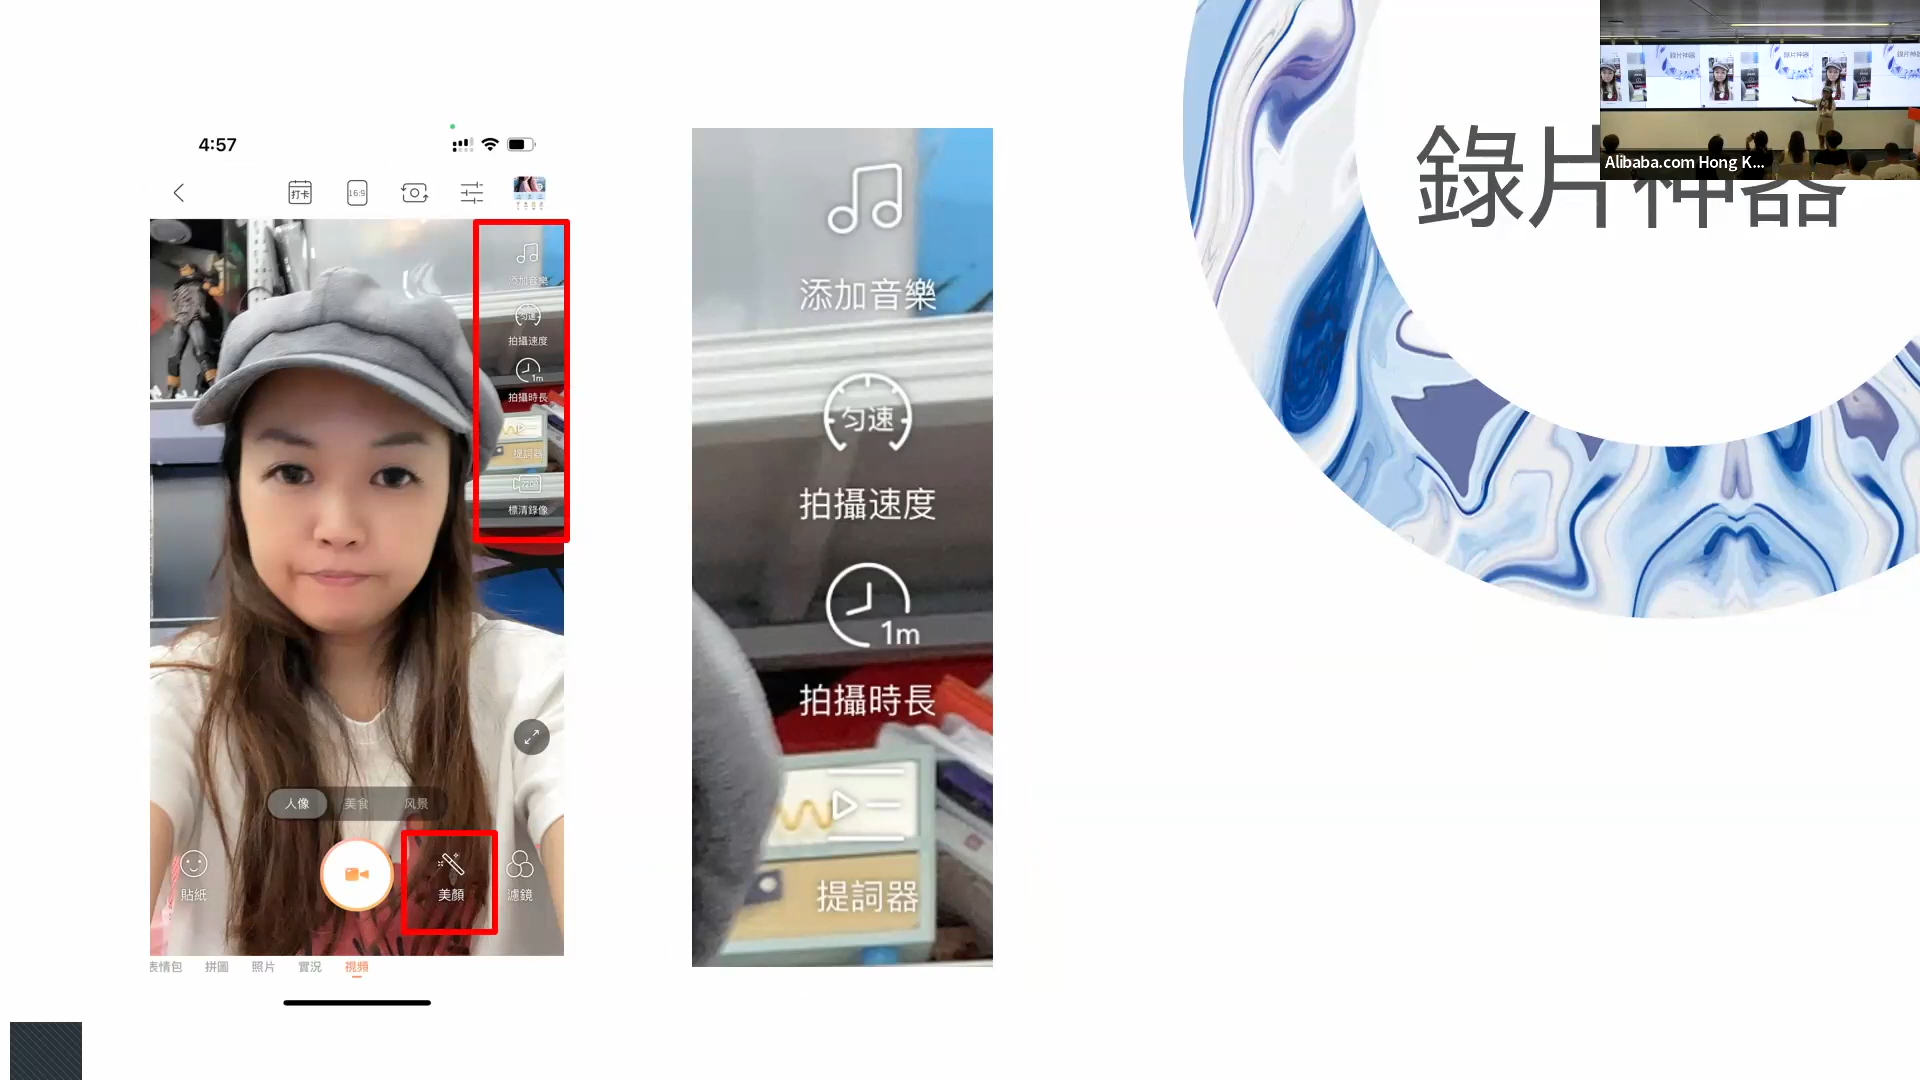 4:57
打卡
16:9
添加音樂
勻速
拍攝速度
1m
拍攝時長
提詞器
標清錄像
人像
美食
风景
貼紙
美顏
濾鏡
表情包
拼圖
照片
實況
視頻
添加音樂
勻速
拍攝速度
1m
拍攝時長
提詞器
錄片神器
Alibaba.com Hong K...